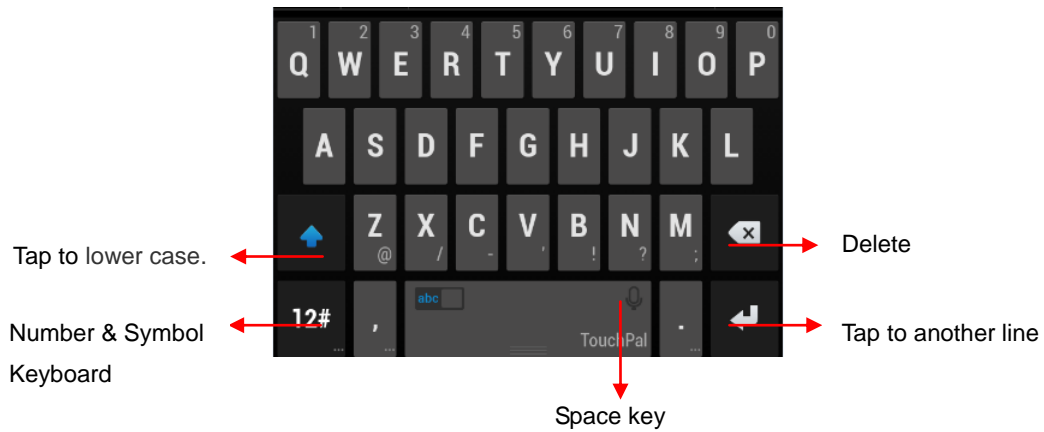 1 2 3 4 5 6 7 8 9 0
Q W E R T Y U I O P
A S D F G H J K L
Z X C V B N M
@ / - ' ! ? ;
Tap to lower case.
Delete
abc
12# , .
... ... ...
TouchPal
Number & Symbol
Keyboard
Tap to another line
Space key